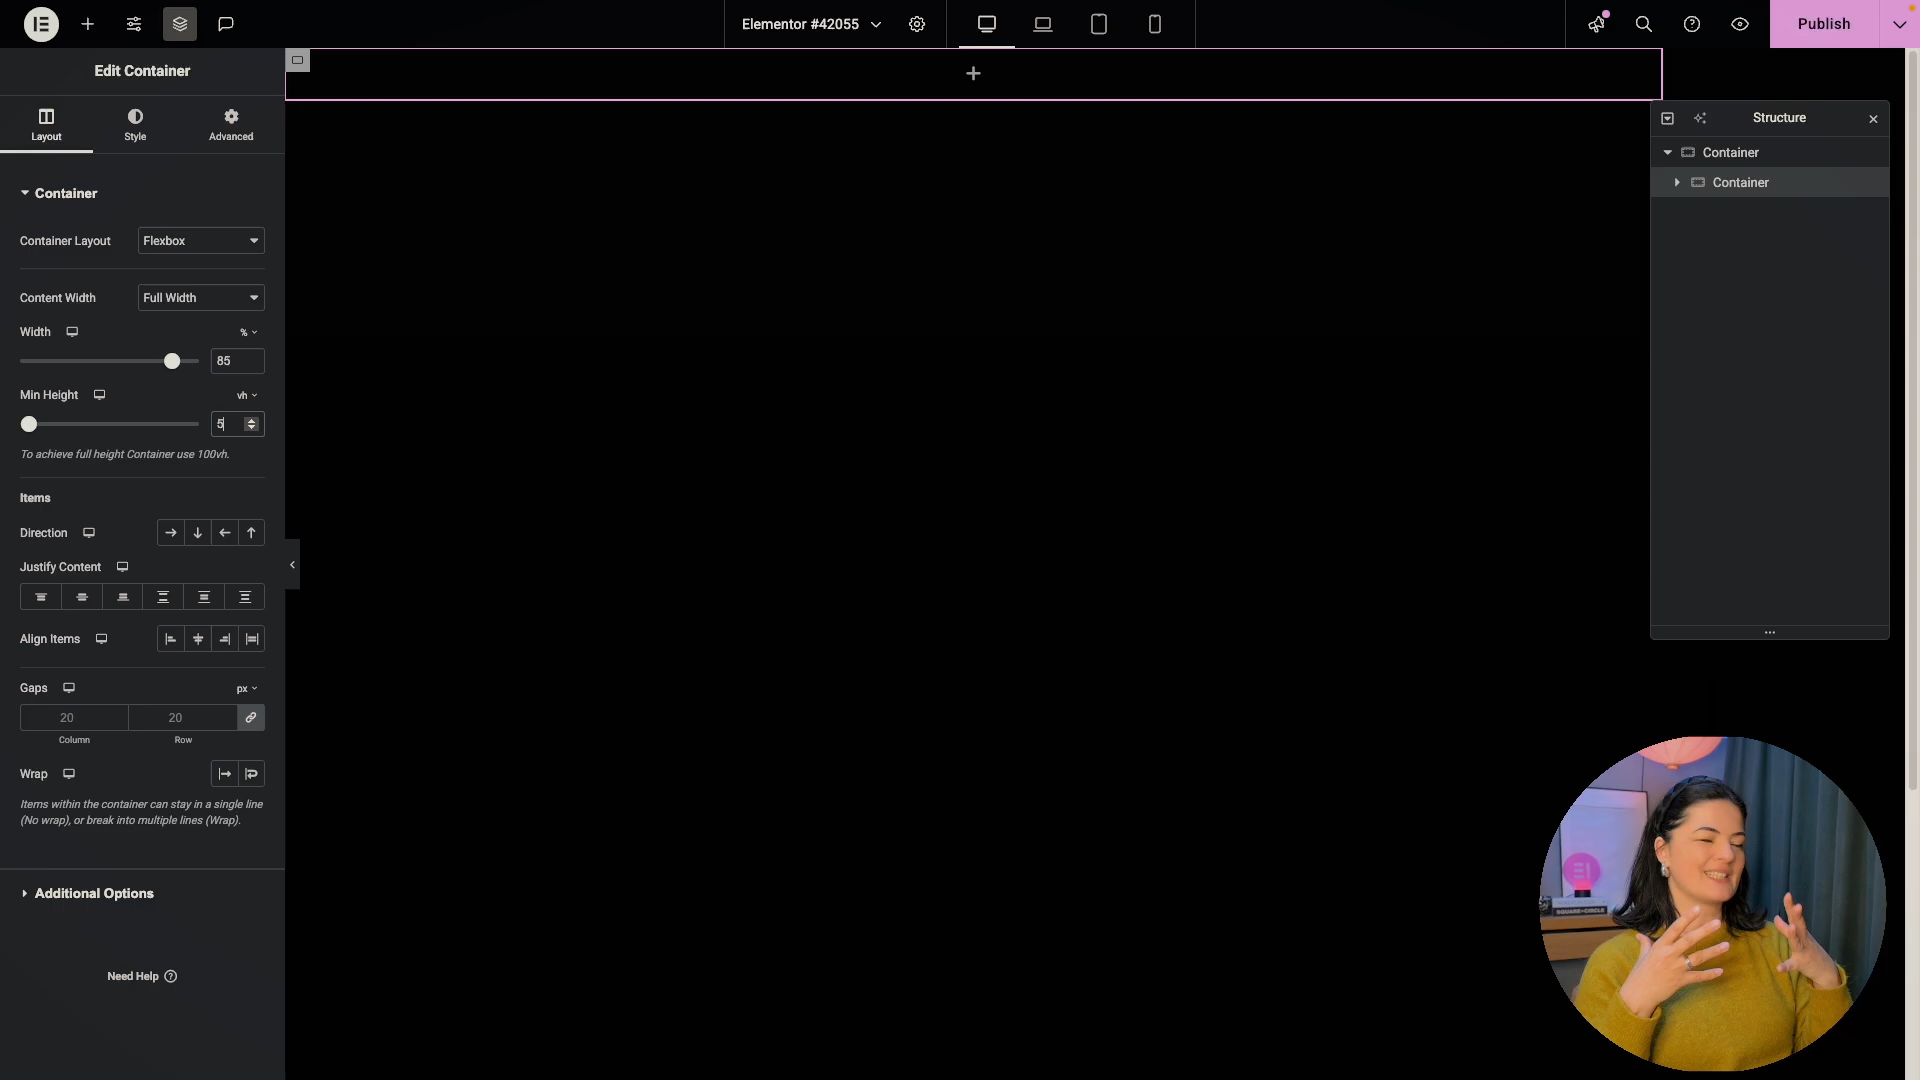 Elementor #42055
Publish
Edit Container
Layout
Style
Advanced
Container
Container Layout
Flexbox
Content Width
Full Width
Width
%
85
Min Height
vh
5
To achieve full height Container use 100vh.
Items
Direction
Justify Content
Align Items
Gaps
px
20
20
Column
Row
Wrap
Items within the container can stay in a single line
(No wrap), or break into multiple lines (Wrap).
Additional Options
Need Help
Structure
Container
Container
SQUARE+CIRCLE